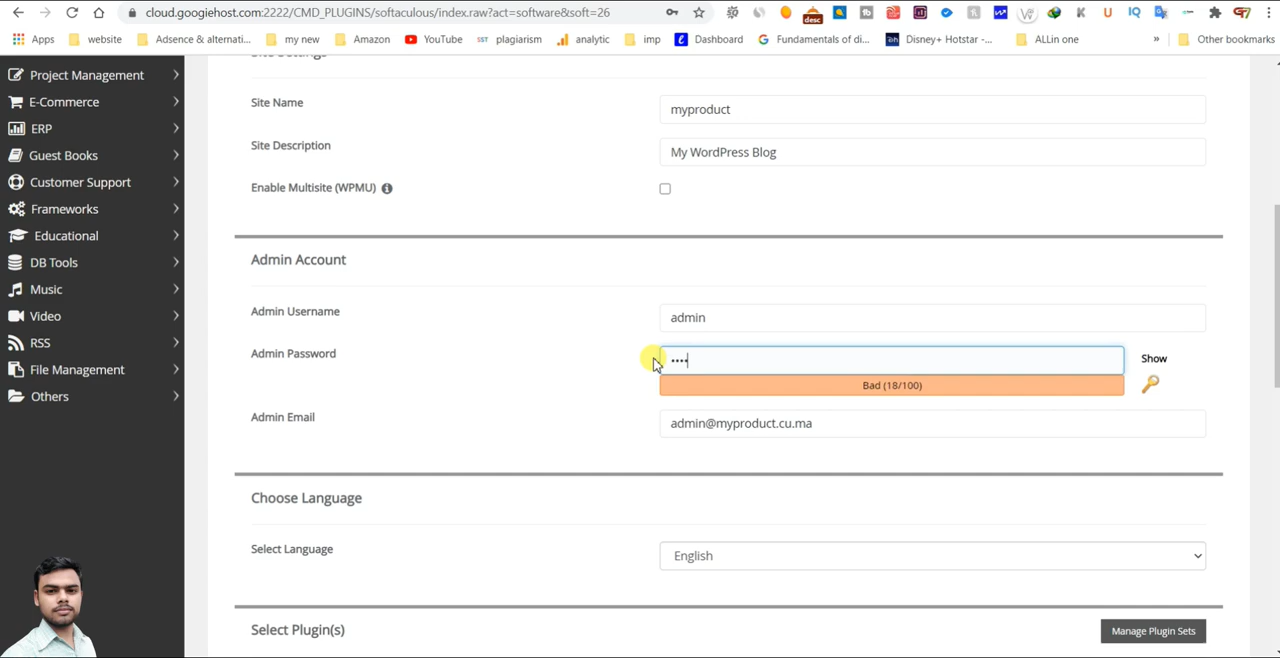 cloud.googiehost.com:2222/CMD_PLUGINS/softaculous/index.raw?act=software&soft=26
desc
Apps website Adsence & alternati... my new Amazon YouTube SST plagiarism analytic imp Dashboard Fundamentals of di... Disney+ Hotstar -... ALLin one » Other bookmarks
Project Management
E-Commerce
ERP
Guest Books
Customer Support
Frameworks
Educational
DB Tools
Music
Video
RSS
File Management
Others
Site Settings
Site Name myproduct
Site Description My WordPress Blog
Enable Multisite (WPMU)
Admin Account
Admin Username admin
Admin Password •••• Show
Bad (18/100)
Admin Email admin@myproduct.cu.ma
Choose Language
Select Language English
Select Plugin(s) Manage Plugin Sets